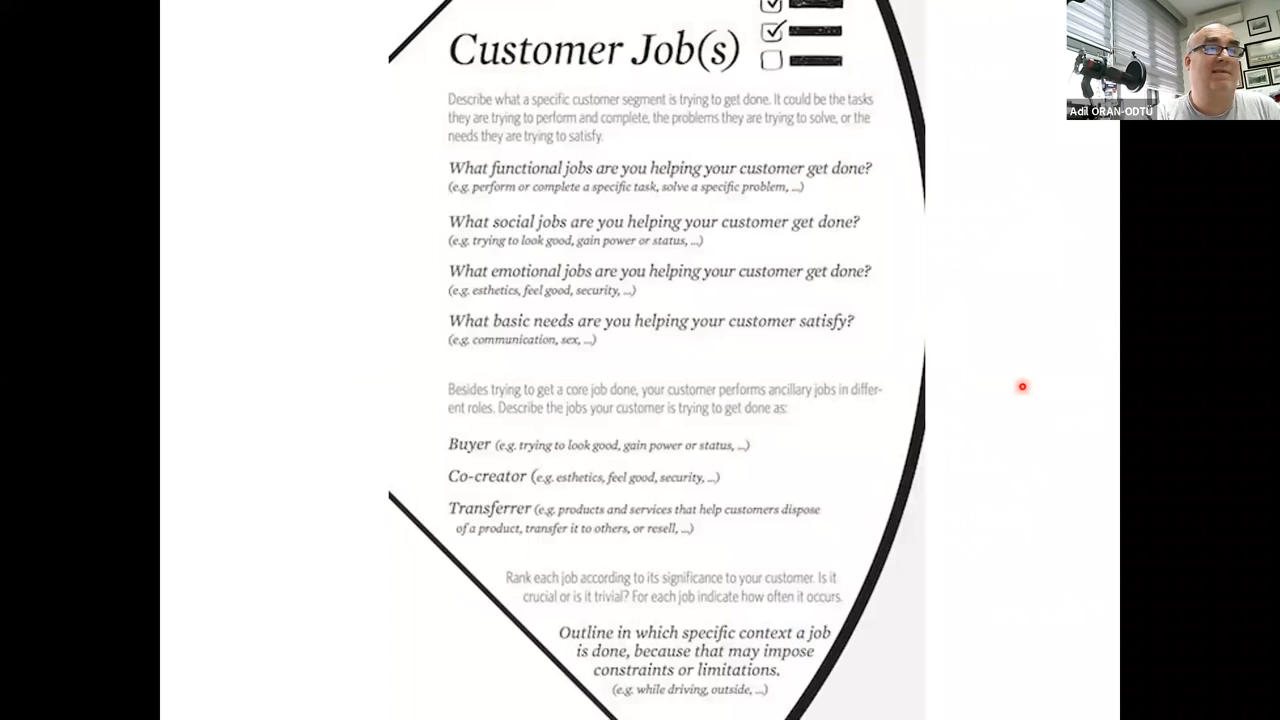 Customer Job(s)
Adil ORAN-ODTÜ
Describe what a specific customer segment is trying to get done. It could be the tasks
they are trying to perform and complete, the problems they are trying to solve, or the
needs they are trying to satisfy.
What functional jobs are you helping your customer get done?
(e.g. perform or complete a specific task, solve a specific problem, ...)
What social jobs are you helping your customer get done?
(e.g. trying to look good, gain power or status, ...)
What emotional jobs are you helping your customer get done?
(e.g. esthetics, feel good, security, ...)
What basic needs are you helping your customer satisfy?
(e.g. communication, sex, ...)
Besides trying to get a core job done, your customer performs ancillary jobs in differ-
ent roles. Describe the jobs your customer is trying to get done as:
Buyer (e.g. trying to look good, gain power or status, ...)
Co-creator (e.g. esthetics, feel good, security, ...)
Transferrer (e.g. products and services that help customers dispose
of a product, transfer it to others, or resell, ...)
Rank each job according to its significance to your customer. Is it
crucial or is it trivial? For each job indicate how often it occurs.
Outline in which specific context a job
is done, because that may impose
constraints or limitations.
(e.g. while driving, outside, ...)